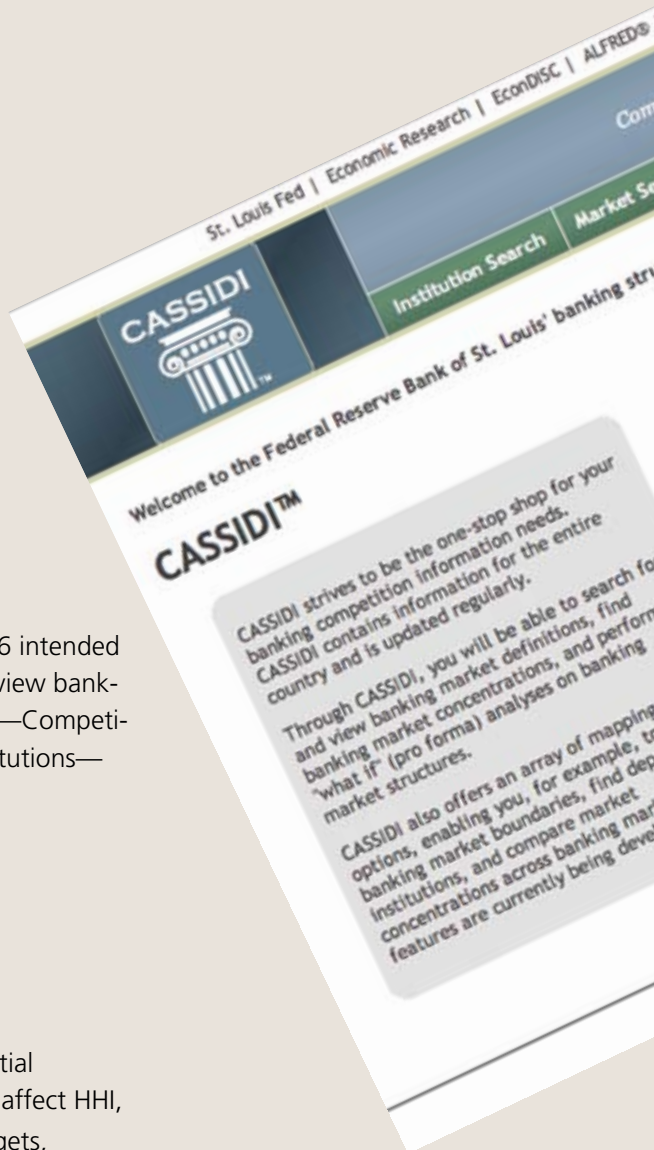 St. Louis Fed | Economic Research | EconDISC | ALFRED®
Institution Search
Market
CASSIDI
TM
Welcome to the Federal Reserve Bank of St. Louis' banking
CASSIDI™
CASSIDI strives to be the one-stop shop for your
banking competition information needs.
CASSIDI contains information for the entire
country and is updated regularly.
Through CASSIDI, you will be able to search
and view banking market definitions, find
banking market concentrations, and perform
"what if" (pro forma) analyses on banking
market structures.
CASSIDI also offers an array of mapping
options, enabling you, for example,
banking market boundaries, find
institutions, and compare market
concentrations across banking
features are currently being
6 intended
view bank-
—Competi-
tutions—
tial
affect HHI,
gets,